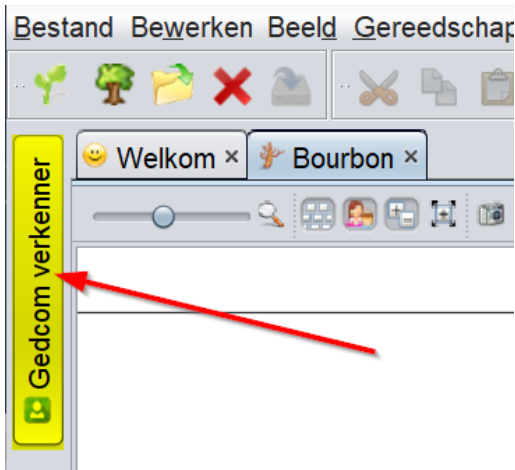 Bestand Bewerken Beeld Gereedschap
Welkom × Bourbon ×
Gedcom verkenner